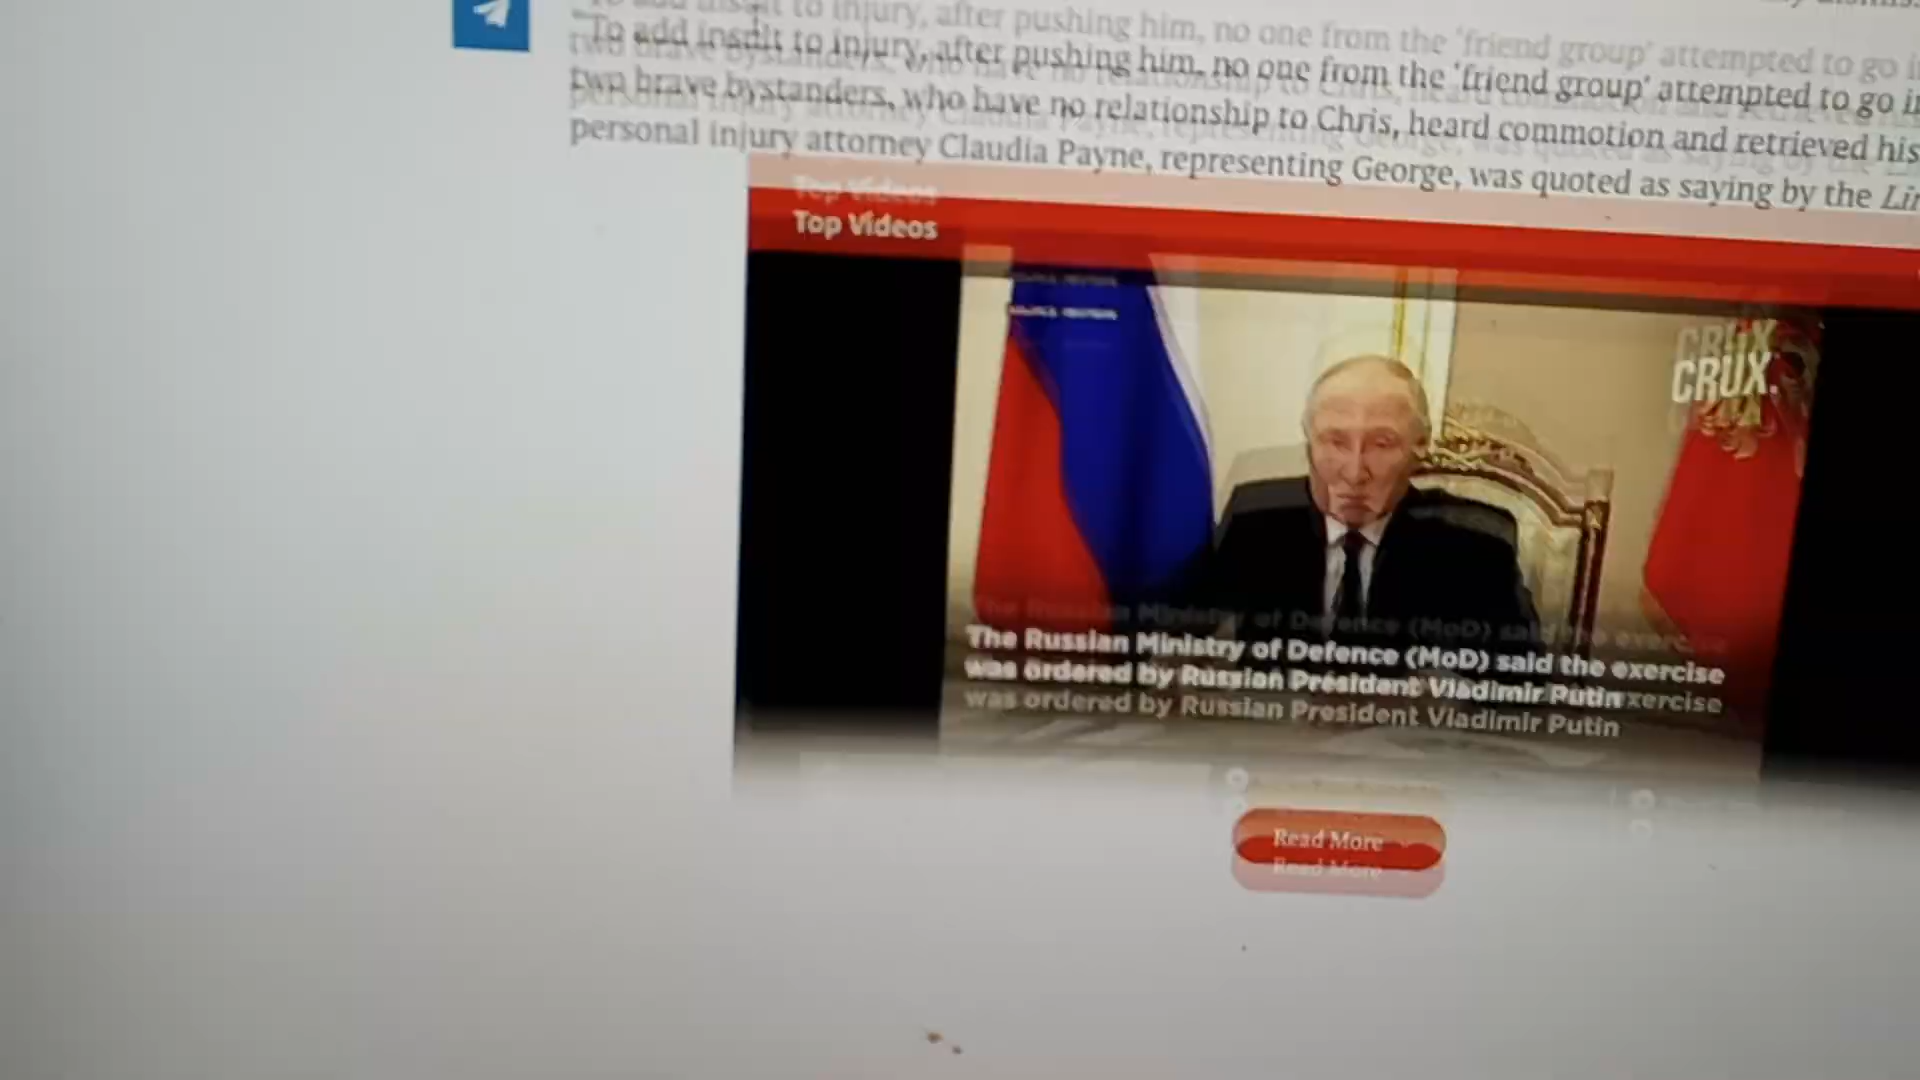 "To add insult to injury, after pushing him, no one from the 'friend group' attempted to go
two brave bystanders, who have no relationship to Chris, heard commotion and retrieved his
personal injury attorney Claudia Payne, representing George, was quoted as saying by the
Top Videos
CRUX.
The Russian Ministry of Defence (MoD) said the exercise
was ordered by Russian President Vladimir Putin
Read More